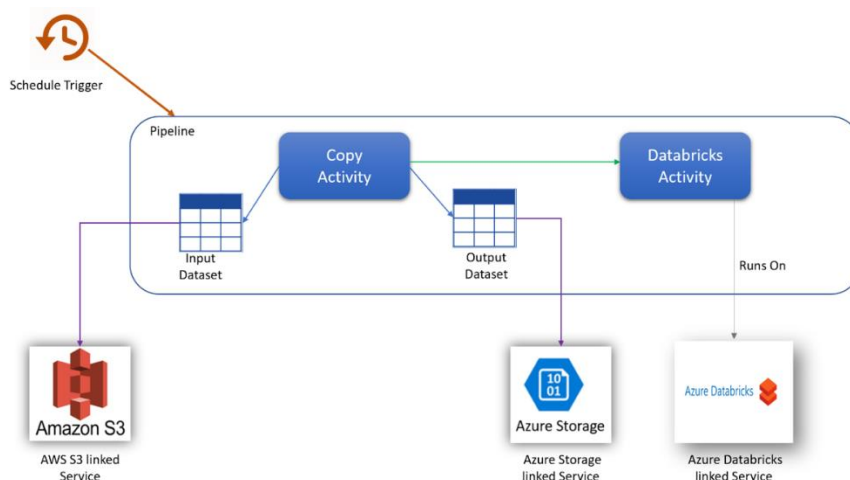 Schedule Trigger
Pipeline
Copy
Activity
Databricks
Activity
Input
Dataset
Output
Dataset
Runs On
Amazon S3
10
01
Azure Storage
Azure Databricks
AWS S3 linked
Service
Azure Storage
linked Service
Azure Databricks
linked Service